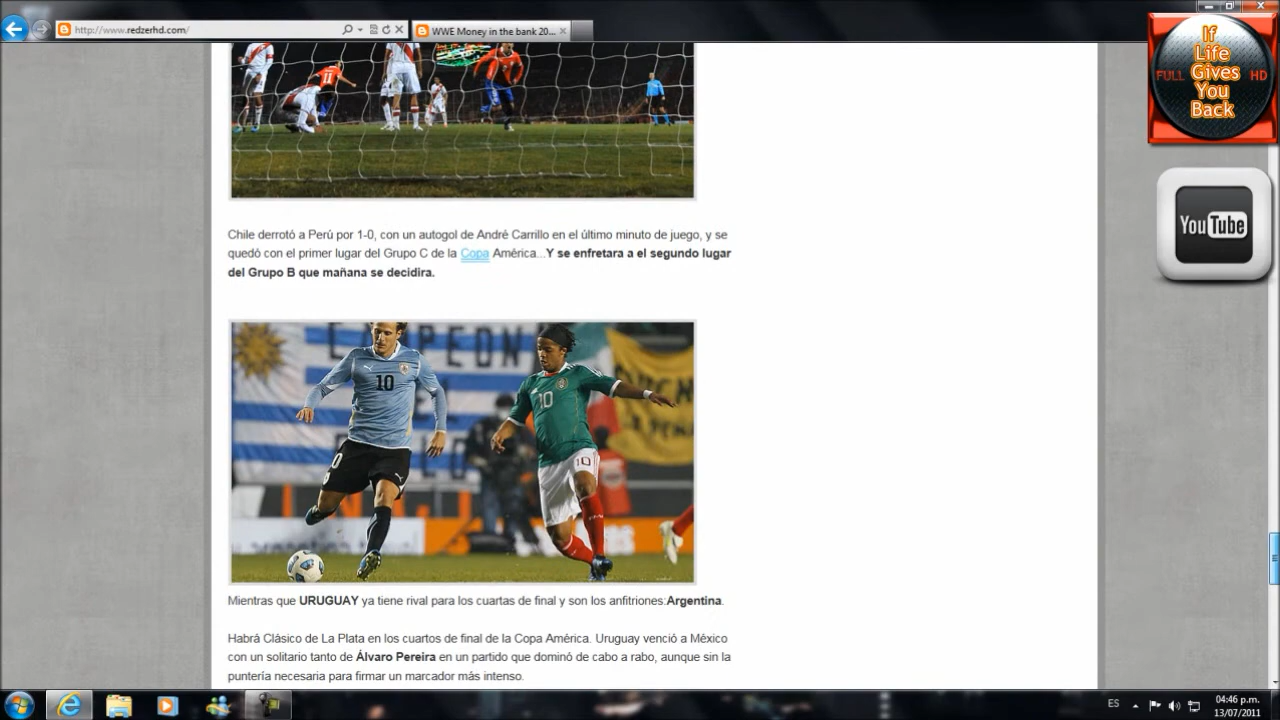 http://www.redzerhd.com/
WWE Money in the bank 20...
If
Life
FULL Gives HD
You
Back
11
YouTube
Chile derrotó a Perú por 1-0, con un autogol de André Carrillo en el último minuto de juego, y se
quedó con el primer lugar del Grupo C de la Copa América...Y se enfretara a el segundo lugar
del Grupo B que mañana se decidira.
10
10
10
Mientras que URUGUAY ya tiene rival para los cuartas de final y son los anfitriones:Argentina.
Habrá Clásico de La Plata en los cuartos de final de la Copa América. Uruguay venció a México
con un solitario tanto de Álvaro Pereira en un partido que dominó de cabo a rabo, aunque sin la
puntería necesaria para firmar un marcador más intenso.
ES
04:46 p.m.
13/07/2011